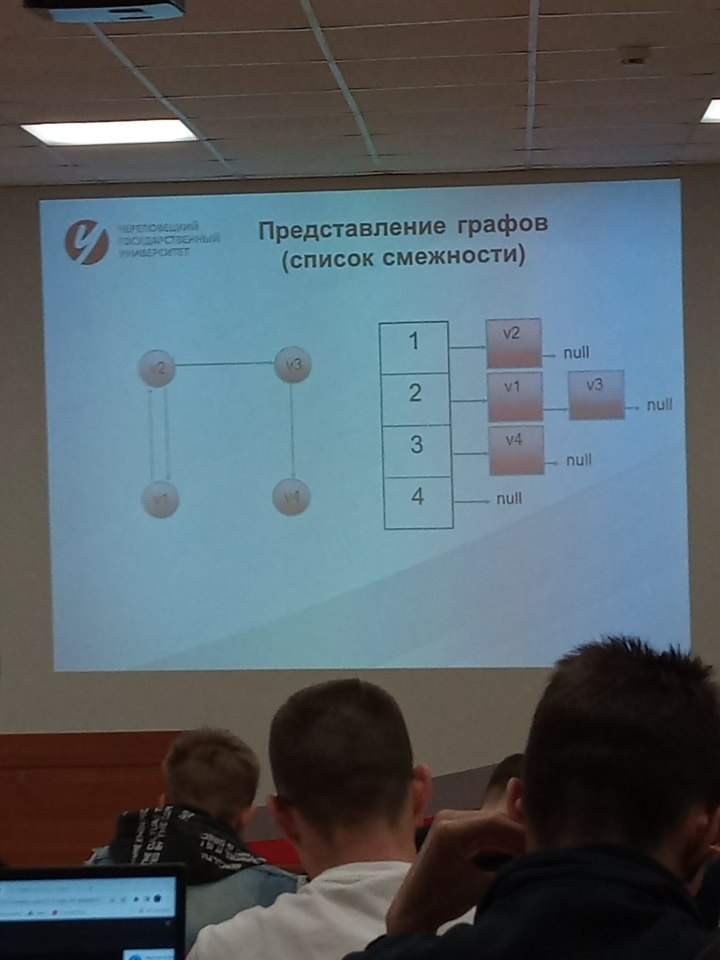 ЧЕРЕПОВЕЦКИЙ
ГОСУДАРСТВЕННЫЙ
УНИВЕРСИТЕТ
Представление графов
(список смежности)
v2
v3
v1
v4
1
v2
null
2
v1
v3
null
3
v4
null
4
null